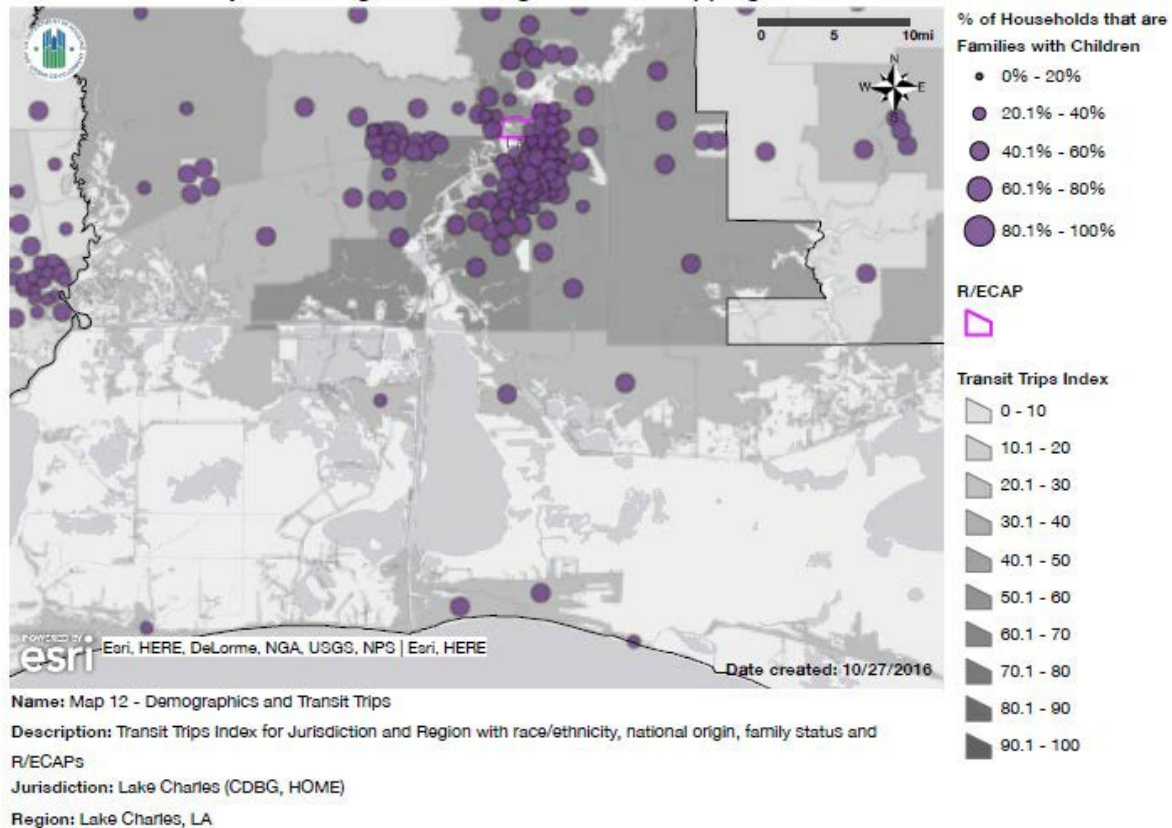 0 5 10mi
N
W E
S
% of Households that are
Families with Children
0% - 20%
20.1% - 40%
40.1% - 60%
60.1% - 80%
80.1% - 100%
R/ECAP
Transit Trips Index
0 - 10
10.1 - 20
20.1 - 30
30.1 - 40
40.1 - 50
50.1 - 60
60.1 - 70
70.1 - 80
80.1 - 90
90.1 - 100
POWERED BY
esri
Esri, HERE, DeLorme, NGA, USGS, NPS | Esri, HERE
Date created: 10/27/2016
Name: Map 12 - Demographics and Transit Trips
Description: Transit Trips Index for Jurisdiction and Region with race/ethnicity, national origin, family status and
R/ECAPs
Jurisdiction: Lake Charles (CDBG, HOME)
Region: Lake Charles, LA